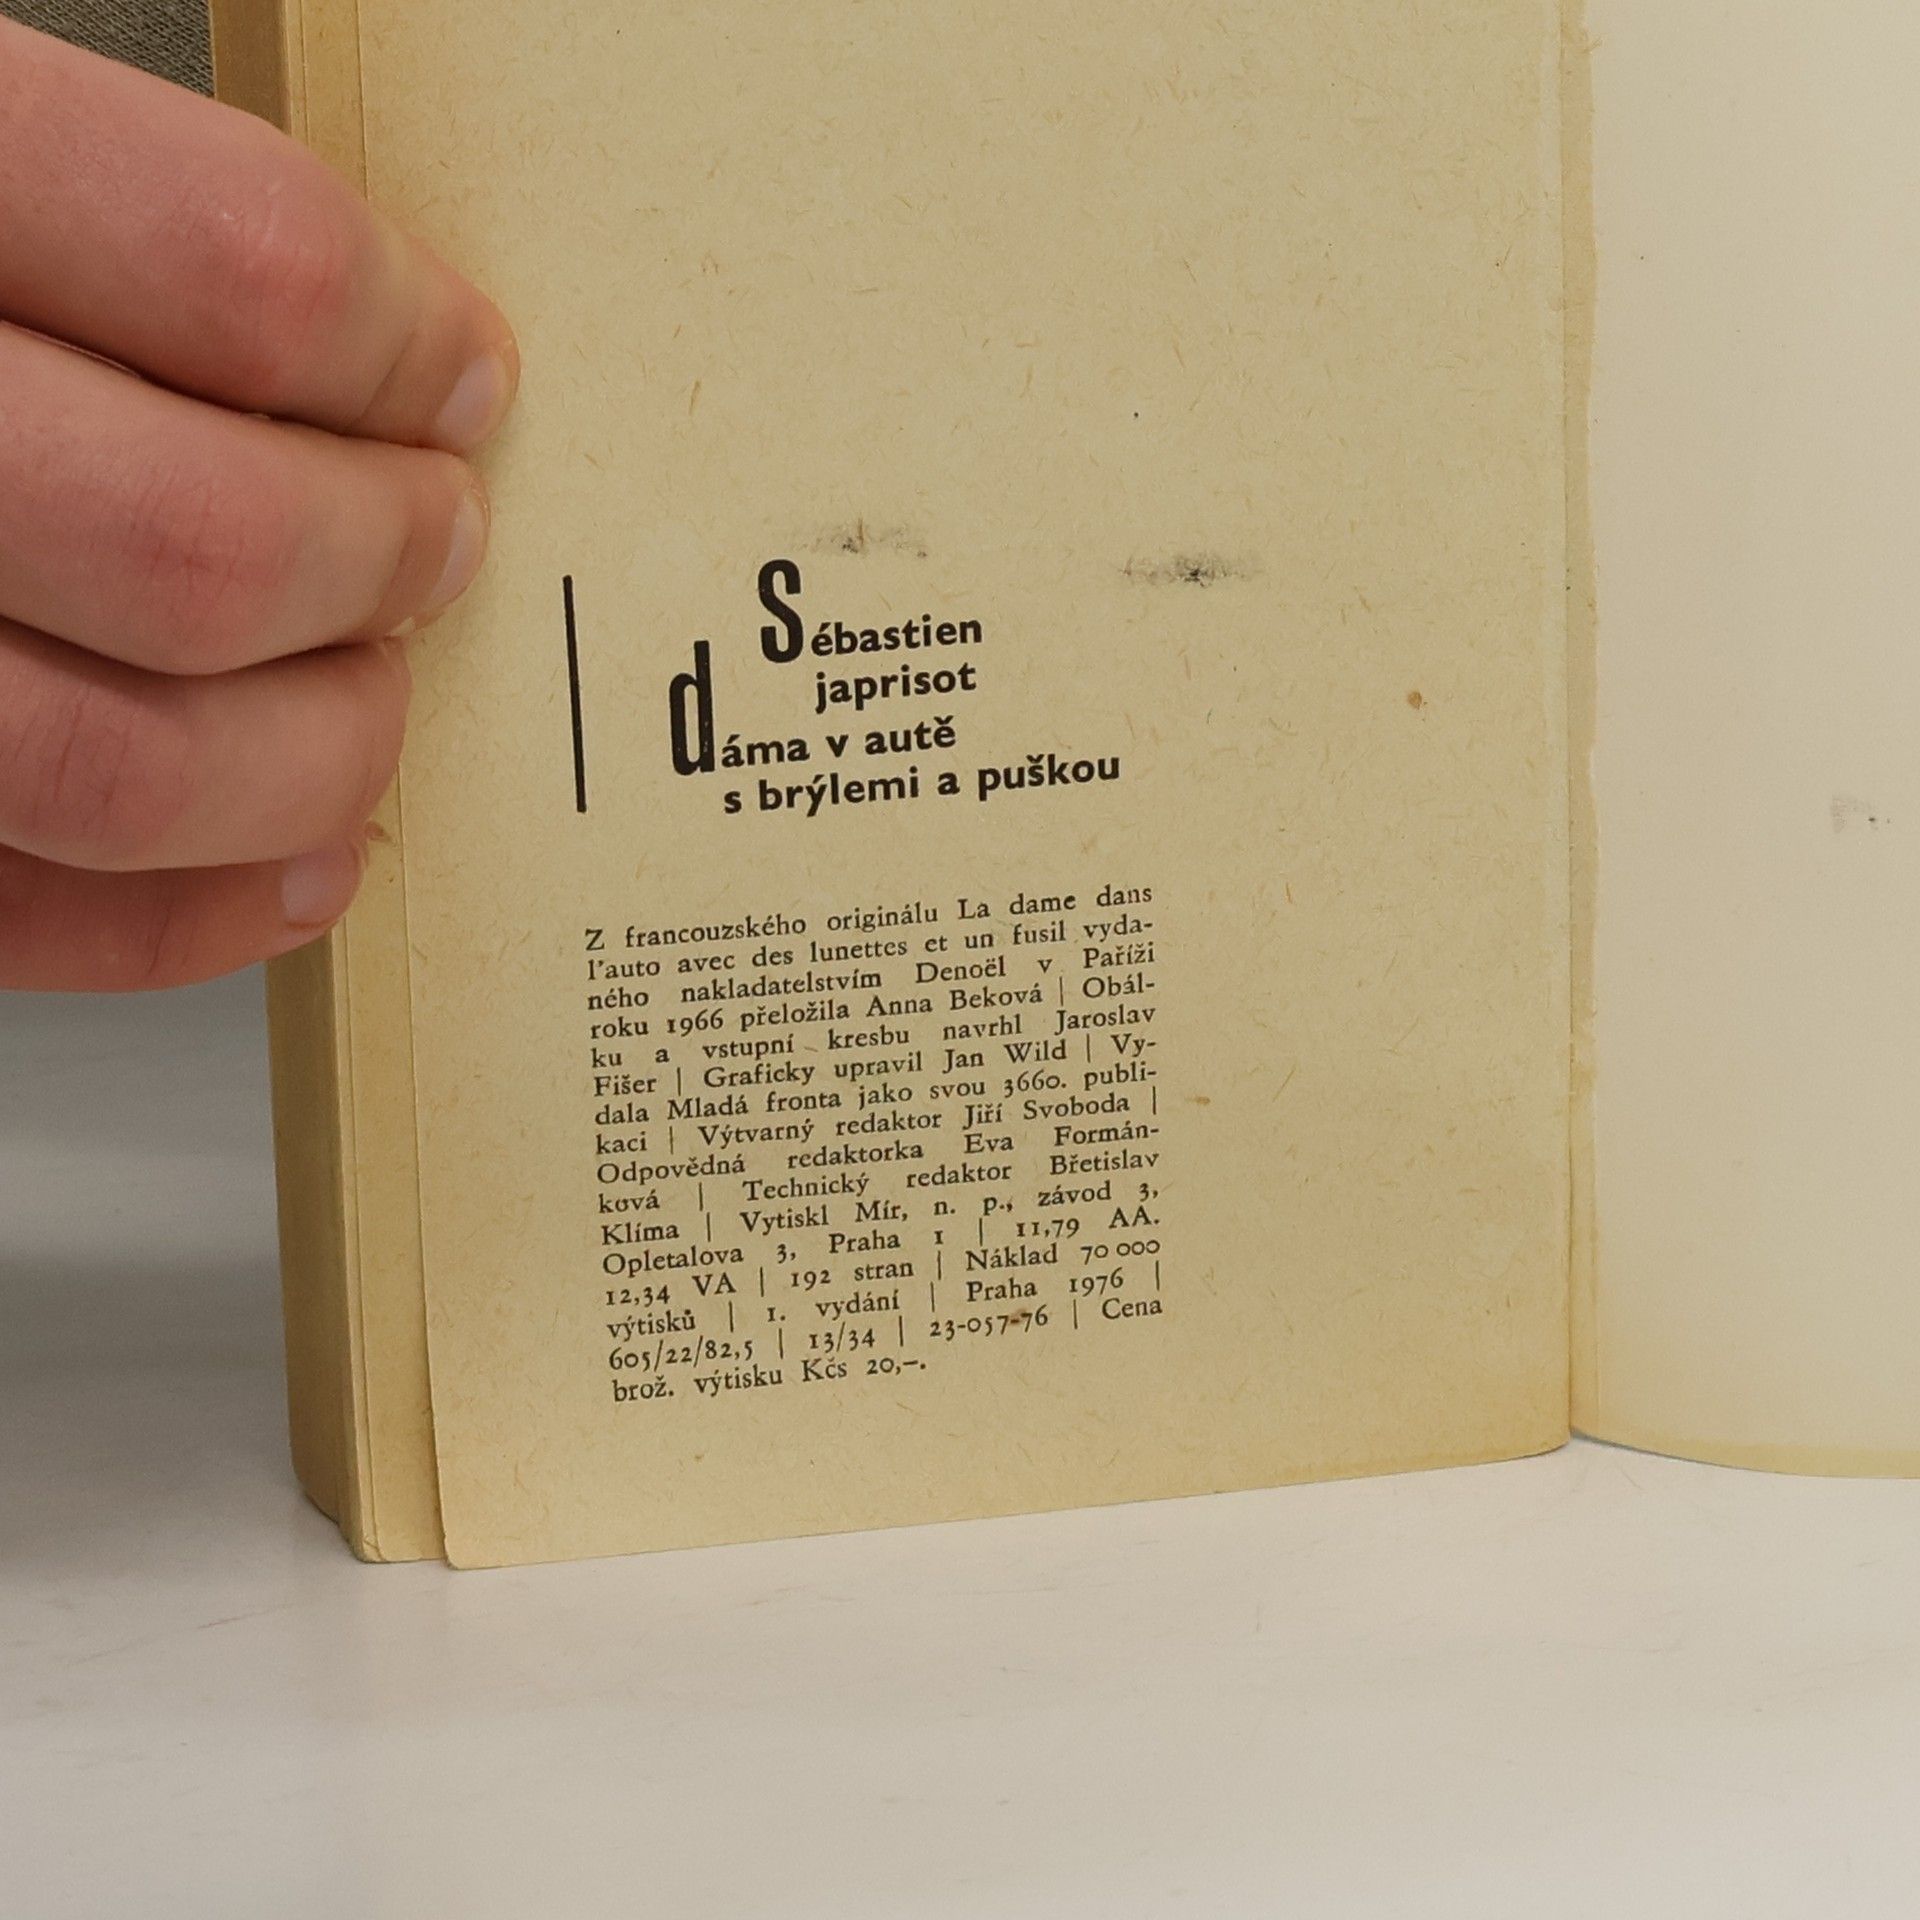 Sébastien
japrisot
dáma v autě
s brýlemi a puškou
Z francouzského originálu La dame dans
l'auto avec des lunettes et un fusil vyda-
ného nakladatelstvím Denoël v Paříži
roku 1966 přeložila Anna Beková | Obál-
ku a vstupní kresbu navrhl Jaroslav
Fišer | Graficky upravil Jan Wild | Vy-
dala Mladá fronta jako svou 3660. publi-
kaci | Výtvarný redaktor Jiří Svoboda |
Odpovědná redaktorka Eva Formán-
ková | Technický redaktor Břetislav
Klíma | Vytiskl Mír, n. p., závod 3,
Opletalova 3, Praha 1 | 11,79 AA.
12,34 VA | 192 stran | Náklad 70 000
výtisků | 1. vydání | Praha 1976 |
605/22/82,5 | 13/34 | 23-057-76 | Cena
brož. výtisku Kčs 20,–.